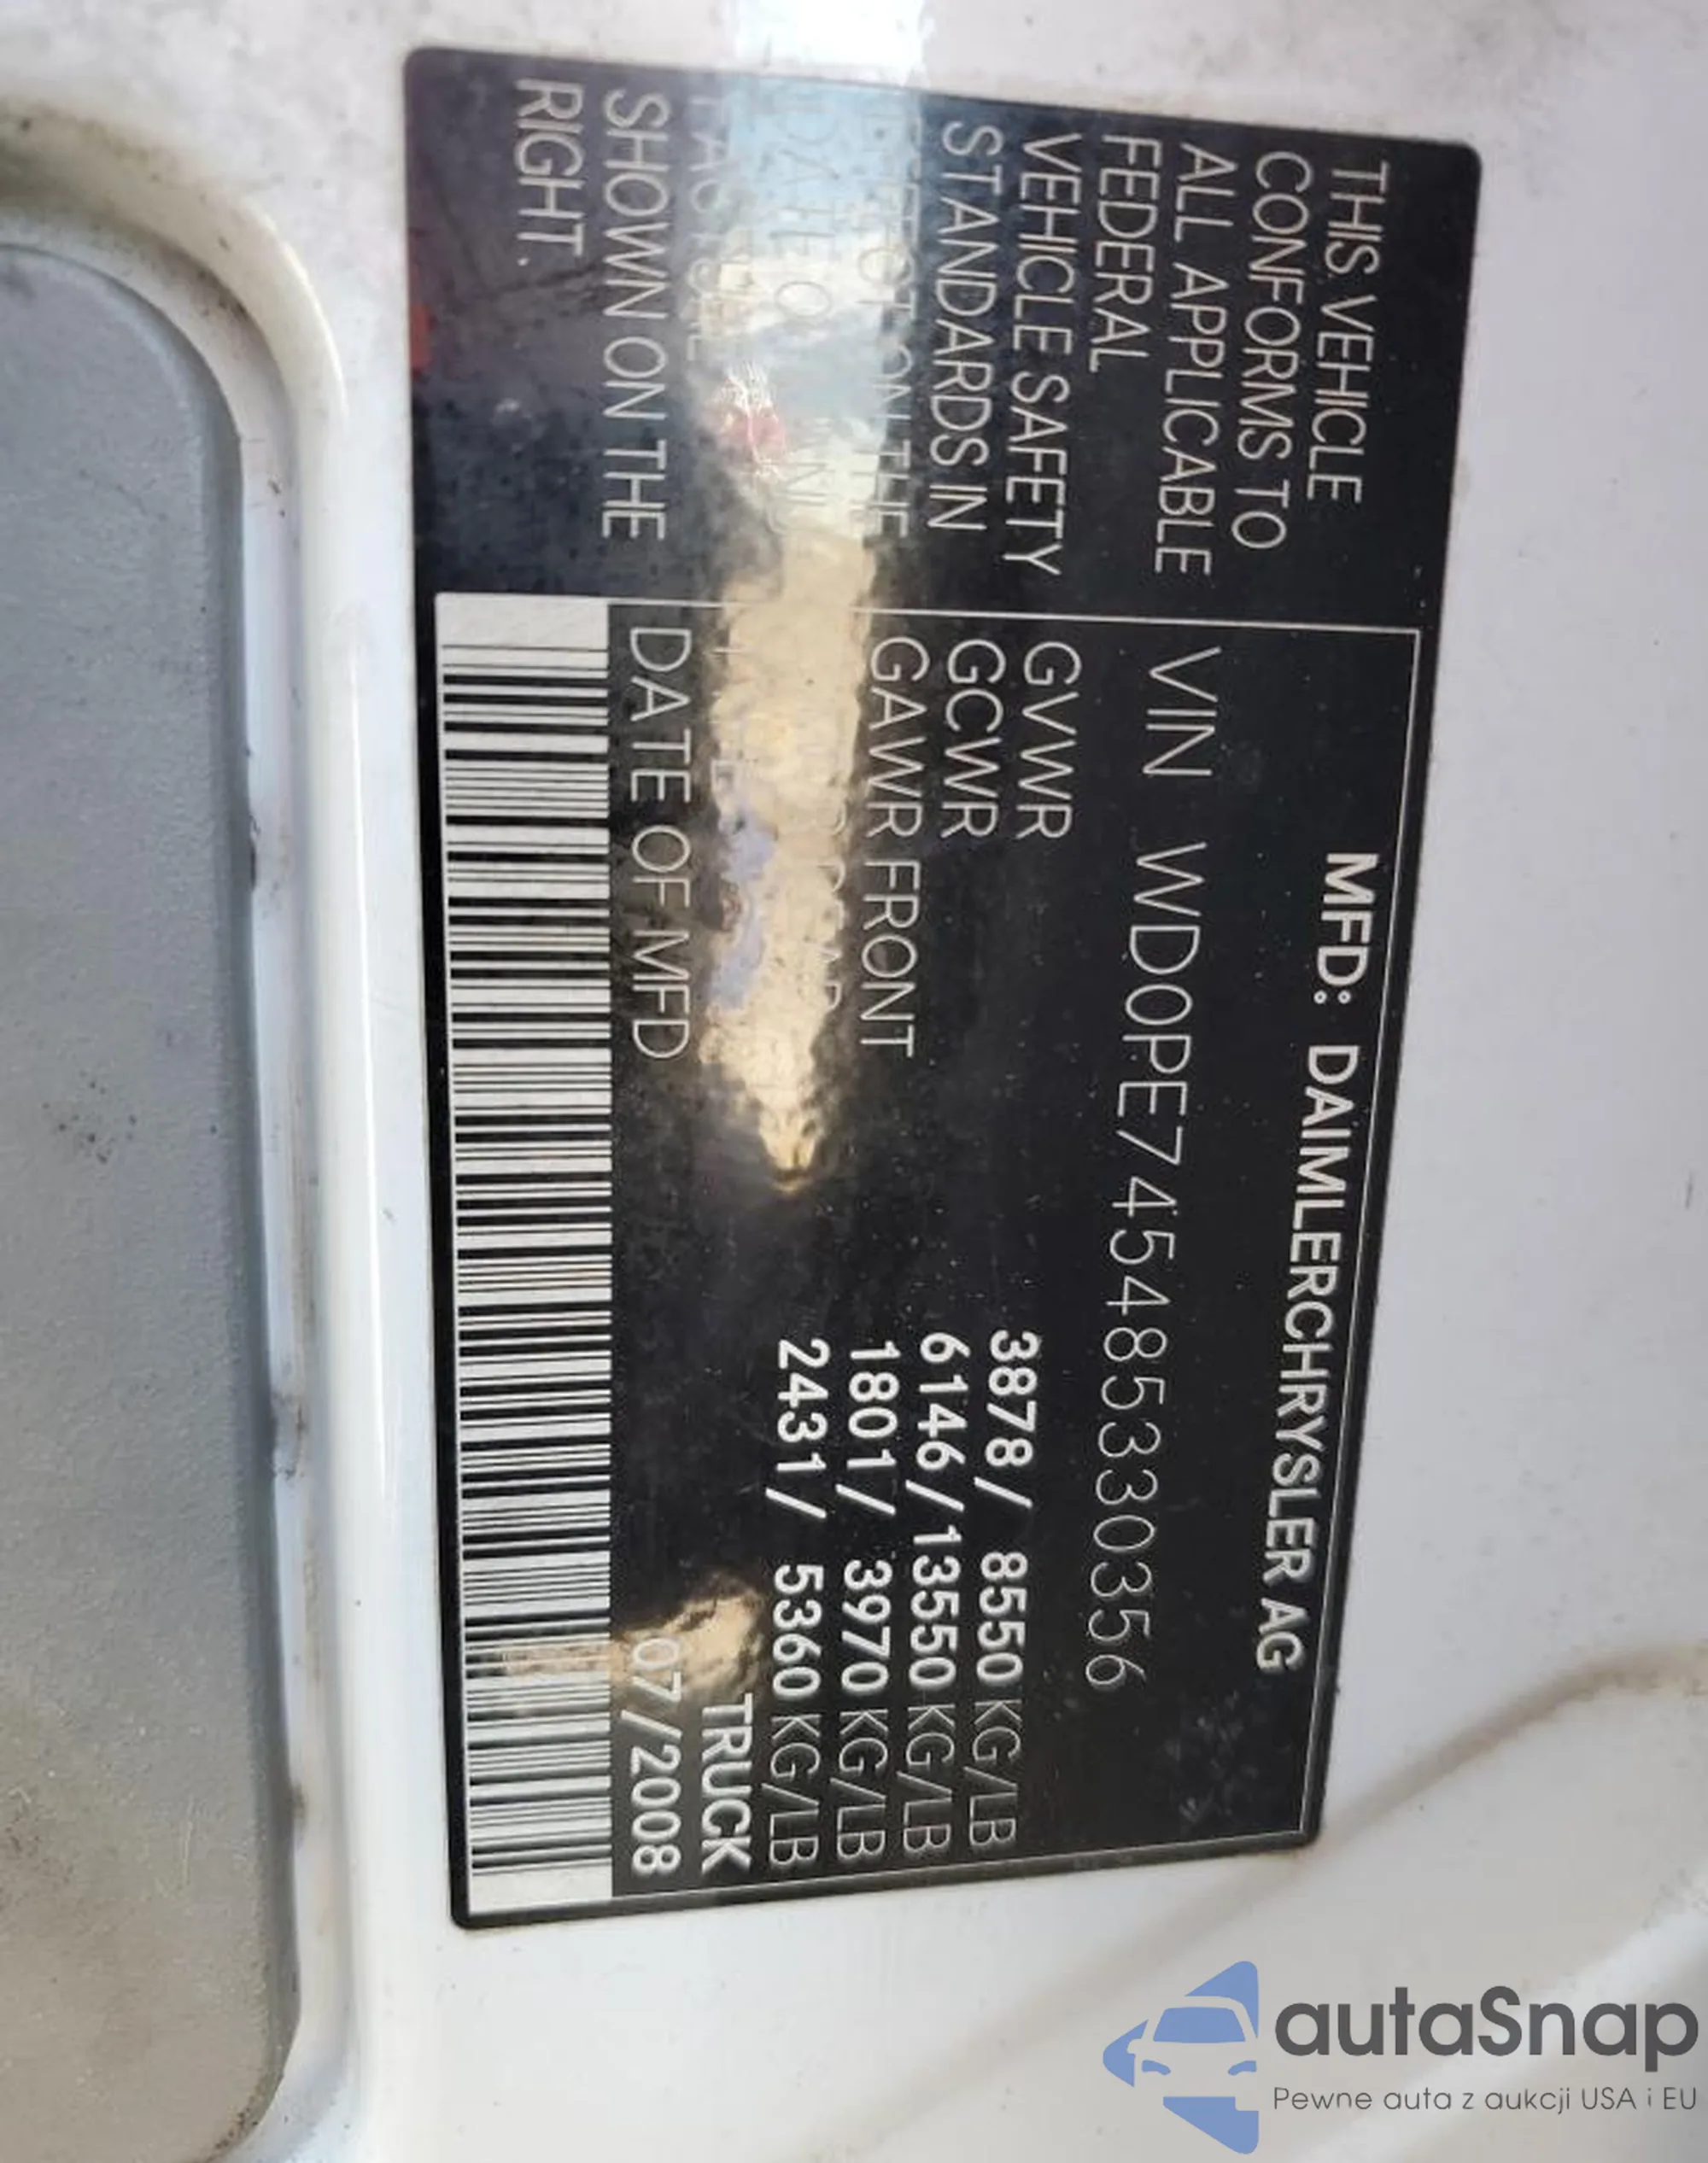 THIS VEHICLE
CONFORMS TO
ALL APPLICABLE
FEDERAL
VEHICLE SAFETY
STANDARDS IN
ON THE
SHOWN ON THE
RIGHT.
MFD: DAIMLERCHRYSLER AG
VIN WD0PE745485330356
GVWR 3878 / 8550 KG/LB
GCWR 6146 / 13550 KG/LB
GAWR FRONT 1801 / 3970 KG/LB
2431 / 5360 KG/LB
TRUCK
DATE OF MFD 07/2008
autaSnap
Pewne auta z aukcji USA i EU